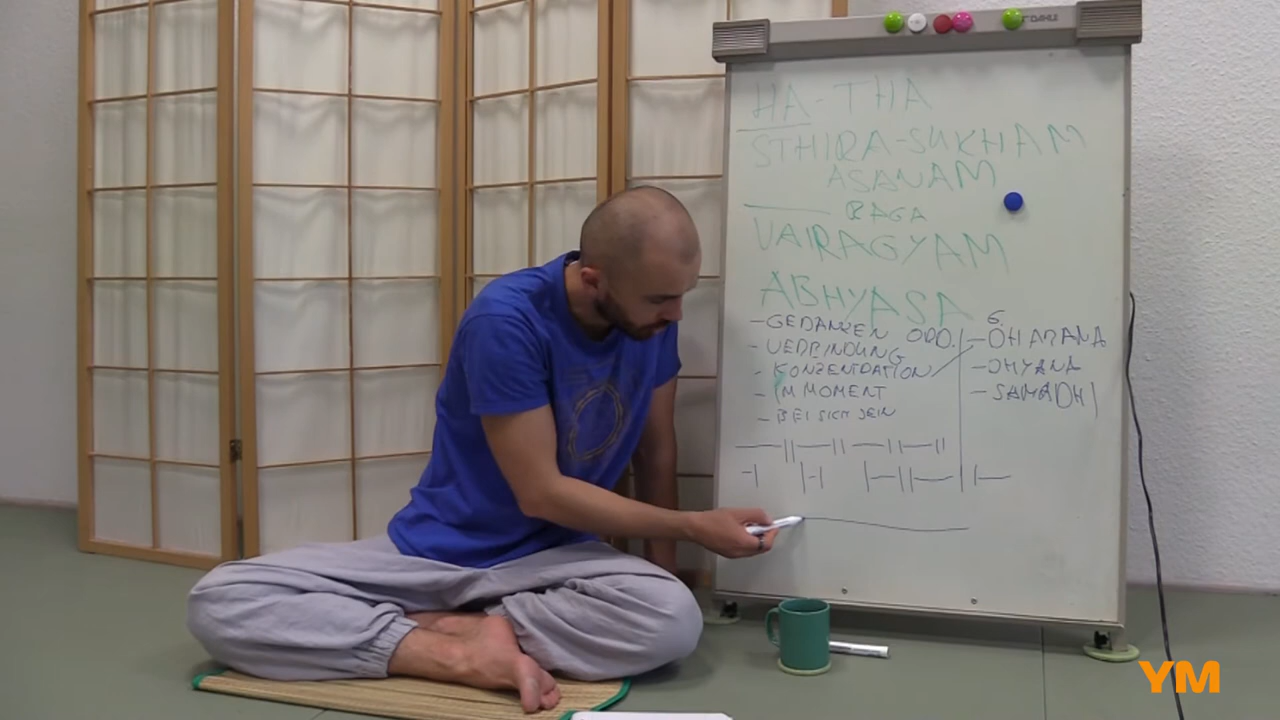 DAHLE
HA-THA
STHIRA-SUKHAM
ASANAM
RAGA
VAIRAGYAM
ABHYASA
-GEDANKEN ORD.
-VERBINDUNG
-KONZENTRATION
-IM MOMENT
-BEI SICH SEIN
6.
-DHARANA
-DHYANA
-SAMADHI
YM